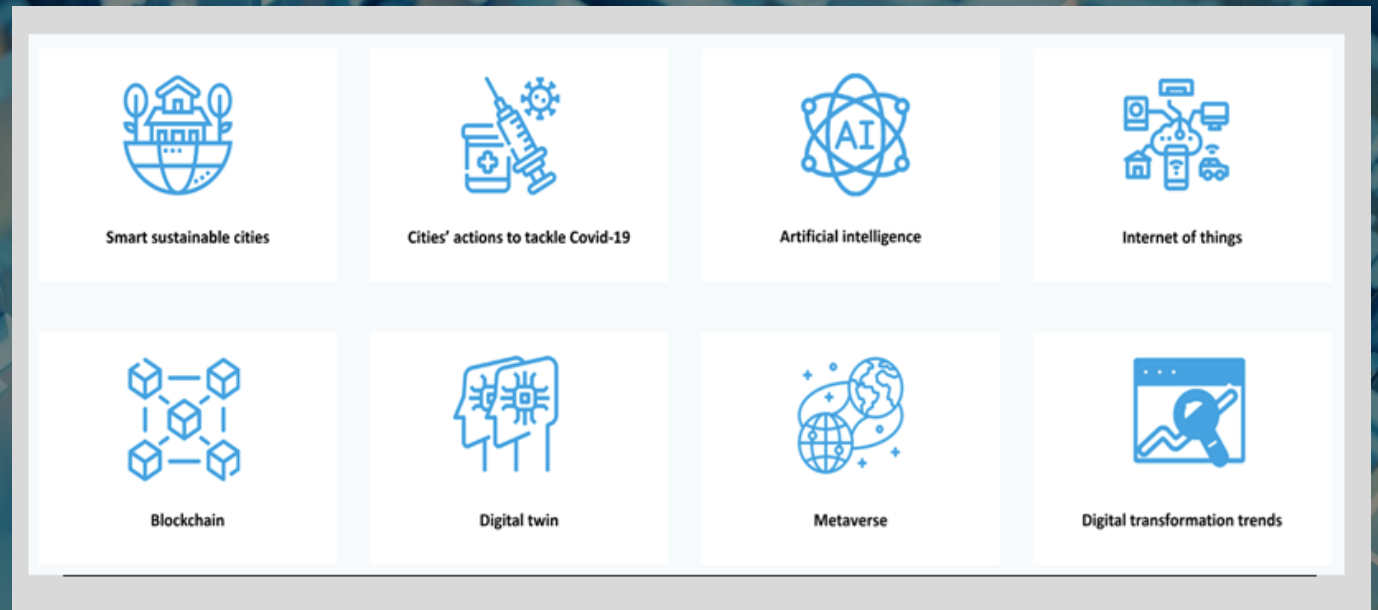 Smart sustainable cities
Cities’ actions to tackle Covid-19
AI
Artificial intelligence
Internet of things
Blockchain
Digital twin
Metaverse
Digital transformation trends